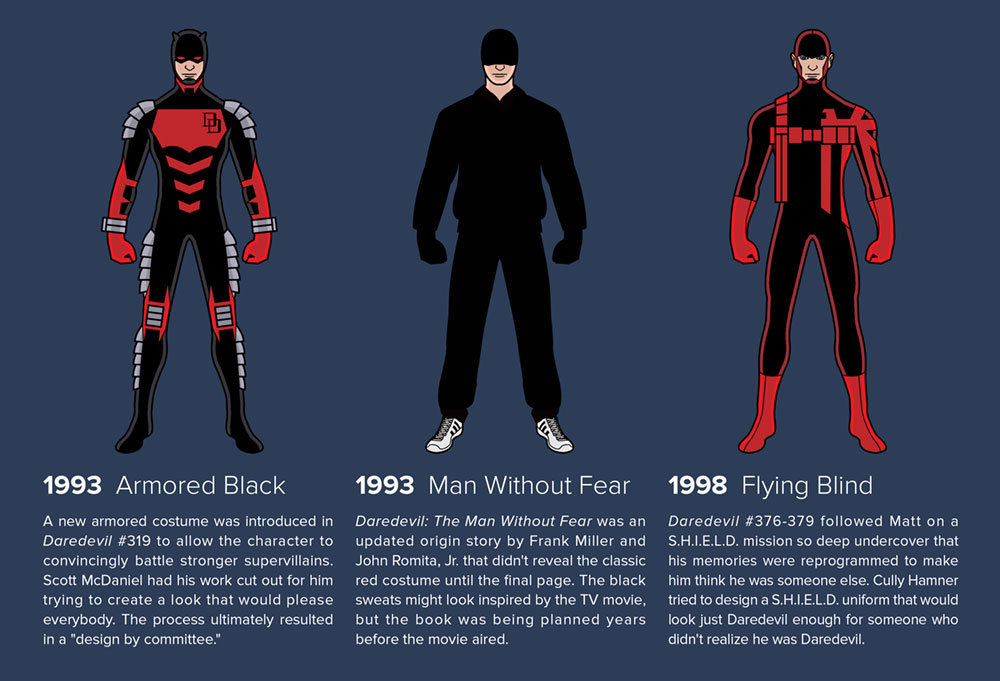 DD
1993 Armored Black
A new armored costume was introduced in
Daredevil #319 to allow the character to
convincingly battle stronger supervillains.
Scott McDaniel had his work cut out for him
trying to create a look that would please
everybody. The process ultimately resulted
in a "design by committee."
1993 Man Without Fear
Daredevil: The Man Without Fear was an
updated origin story by Frank Miller and
John Romita, Jr. that didn't reveal the classic
red costume until the final page. The black
sweats might look inspired by the TV movie,
but the book was being planned years
before the movie aired.
1998 Flying Blind
Daredevil #376-379 followed Matt on a
S.H.I.E.L.D. mission so deep undercover that
his memories were reprogrammed to make
him think he was someone else. Cully Hamner
tried to design a S.H.I.E.L.D. uniform that would
look just Daredevil enough for someone who
didn't realize he was Daredevil.